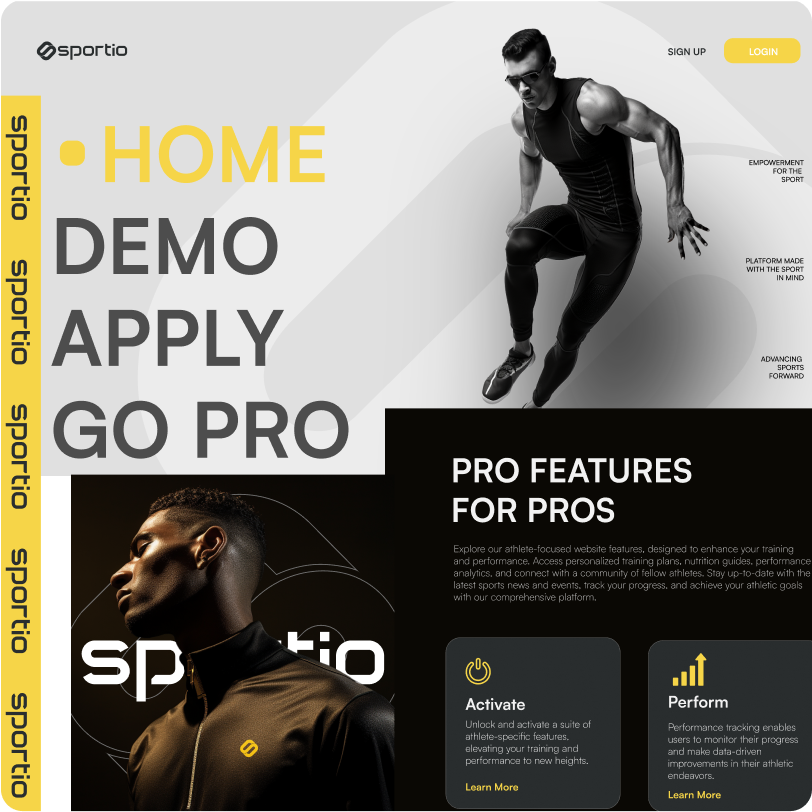 sportio
SIGN UP
LOGIN
sportio
sportio
sportio
sportio
sportio
• HOME
DEMO
APPLY
GO PRO
EMPOWERMENT
FOR THE
SPORT
PLATFORM MADE
WITH THE SPORT
IN MIND
ADVANCING
SPORTS
FORWARD
PRO FEATURES
FOR PROS
Explore our athlete-focused website features, designed to enhance your training
and performance. Access personalized training plans, nutrition guides, performance
analytics, and connect with a community of fellow athletes. Stay up-to-date with the
latest sports news and events, track your progress, and achieve your athletic goals
with our comprehensive platform.
sp tio
Activate
Unlock and activate a suite of
athlete-specific features,
elevating your training and
performance to new heights.
Learn More
Perform
Performance tracking enables
users to monitor their progress
and make data-driven
improvements in their athletic
endeavors.
Learn More